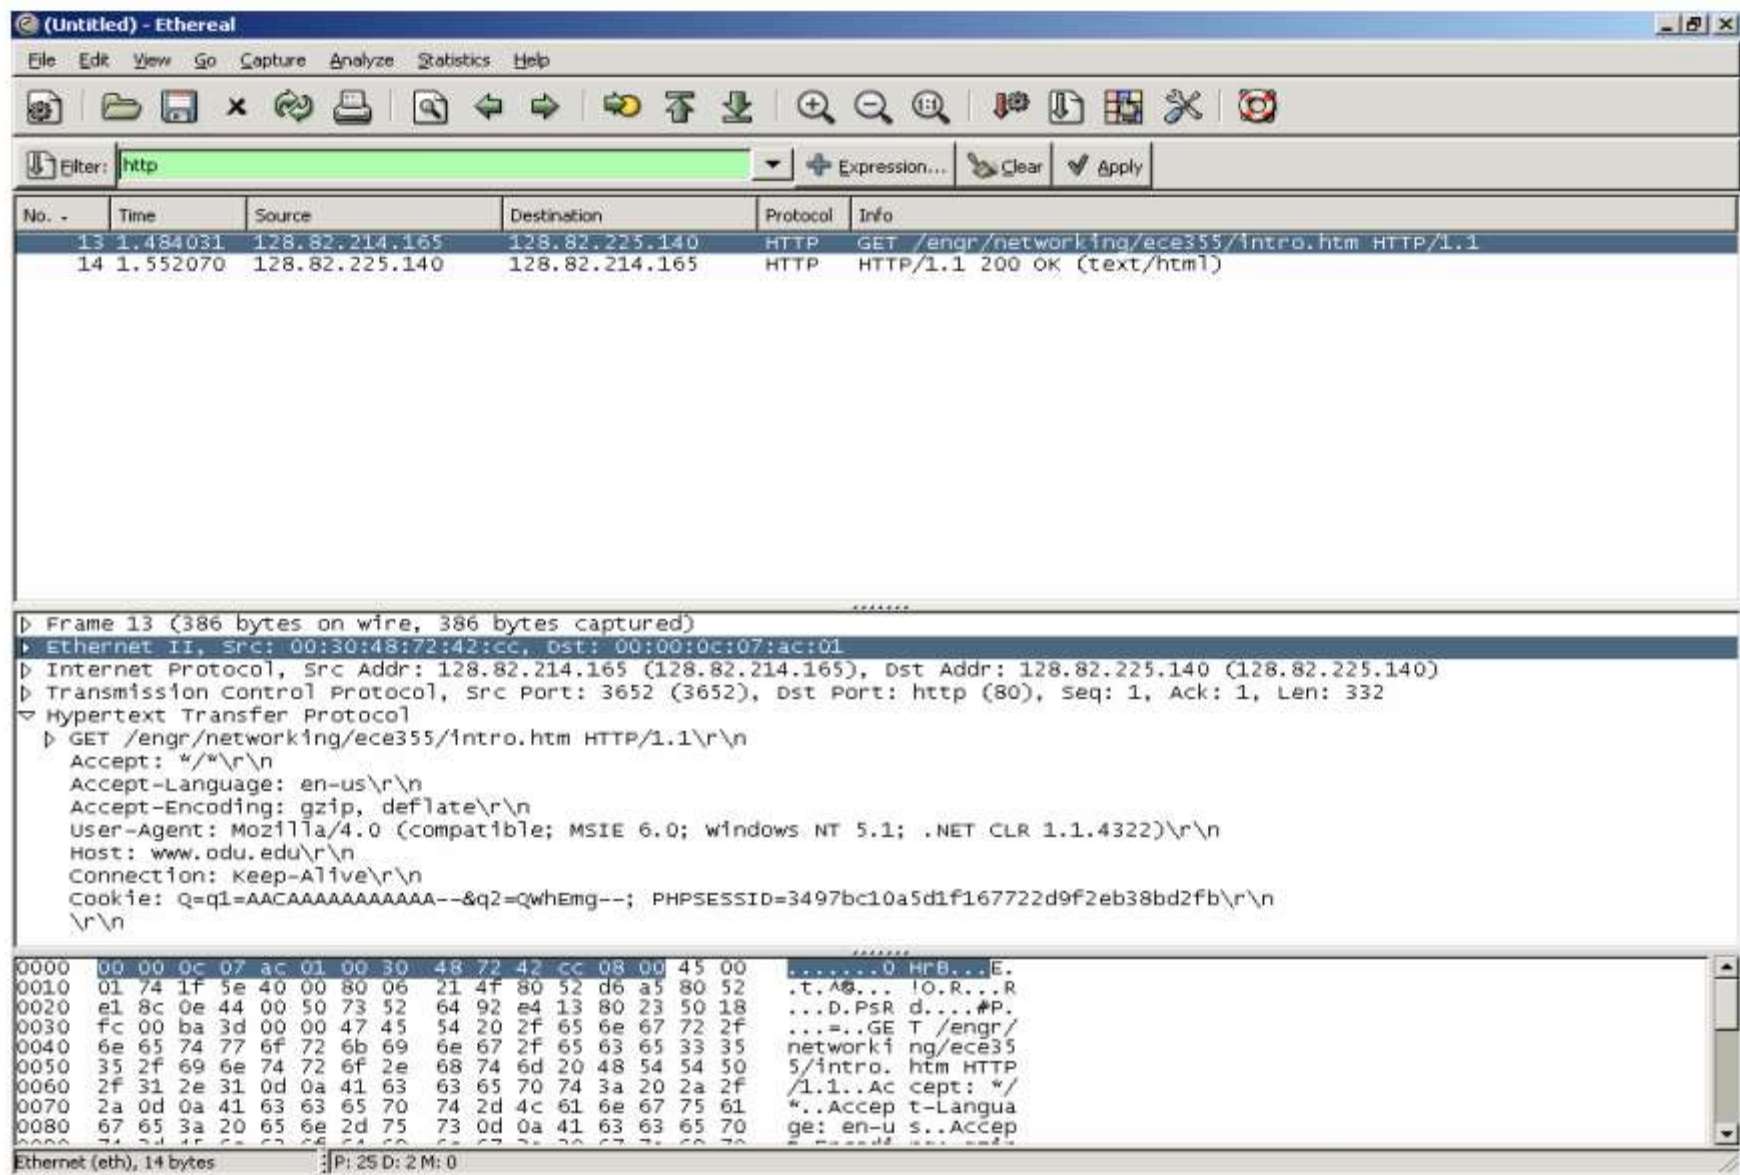 (Untitled) - Ethereal
File Edit View Go Capture Analyze Statistics Help
Filter: http Expression... Clear Apply
No. - Time Source Destination Protocol Info
13 1.484031 128.82.214.165 128.82.225.140 HTTP GET /engr/networking/ece355/intro.htm HTTP/1.1
14 1.552070 128.82.225.140 128.82.214.165 HTTP HTTP/1.1 200 OK (text/html)
Frame 13 (386 bytes on wire, 386 bytes captured)
Ethernet II, Src: 00:30:48:72:42:cc, Dst: 00:00:0c:07:ac:01
Internet Protocol, Src Addr: 128.82.214.165 (128.82.214.165), Dst Addr: 128.82.225.140 (128.82.225.140)
Transmission Control Protocol, Src Port: 3652 (3652), Dst Port: http (80), Seq: 1, Ack: 1, Len: 332
Hypertext Transfer Protocol
GET /engr/networking/ece355/intro.htm HTTP/1.1\r\n
Accept: */*\r\n
Accept-Language: en-us\r\n
Accept-Encoding: gzip, deflate\r\n
User-Agent: Mozilla/4.0 (compatible; MSIE 6.0; Windows NT 5.1; .NET CLR 1.1.4322)\r\n
Host: www.odu.edu\r\n
Connection: Keep-Alive\r\n
Cookie: Q=q1=AACAAAAAAAAAAA--&q2=QWhEmg--; PHPSESSID=3497bc10a5d1f167722d9f2eb38bd2fb\r\n
\r\n
0000 00 00 0c 07 ac 01 00 30 48 72 42 cc 08 00 45 00 .......0 HrB...E.
0010 01 74 1f 5e 40 00 80 06 21 4f 80 52 d6 a5 80 52 .t.^@... !O.R...R
0020 e1 8c 0e 44 00 50 73 52 64 92 e4 13 80 23 50 18 ...D.PsR d....#P.
0030 fc 00 ba 3d 00 00 47 45 54 20 2f 65 6e 67 72 2f ...=..GE T /engr/
0040 6e 65 74 77 6f 72 6b 69 6e 67 2f 65 63 65 33 35 networki ng/ece35
0050 35 2f 69 6e 74 72 6f 2e 68 74 6d 20 48 54 54 50 5/intro. htm HTTP
0060 2f 31 2e 31 0d 0a 41 63 63 65 70 74 3a 20 2a 2f /1.1..Ac cept: */
0070 2a 0d 0a 41 63 63 65 70 74 2d 4c 61 6e 67 75 61 *..Accep t-Langua
0080 67 65 3a 20 65 6e 2d 75 73 0d 0a 41 63 63 65 70 ge: en-u s..Accep
Ethernet (eth), 14 bytes P: 25 D: 2 M: 0